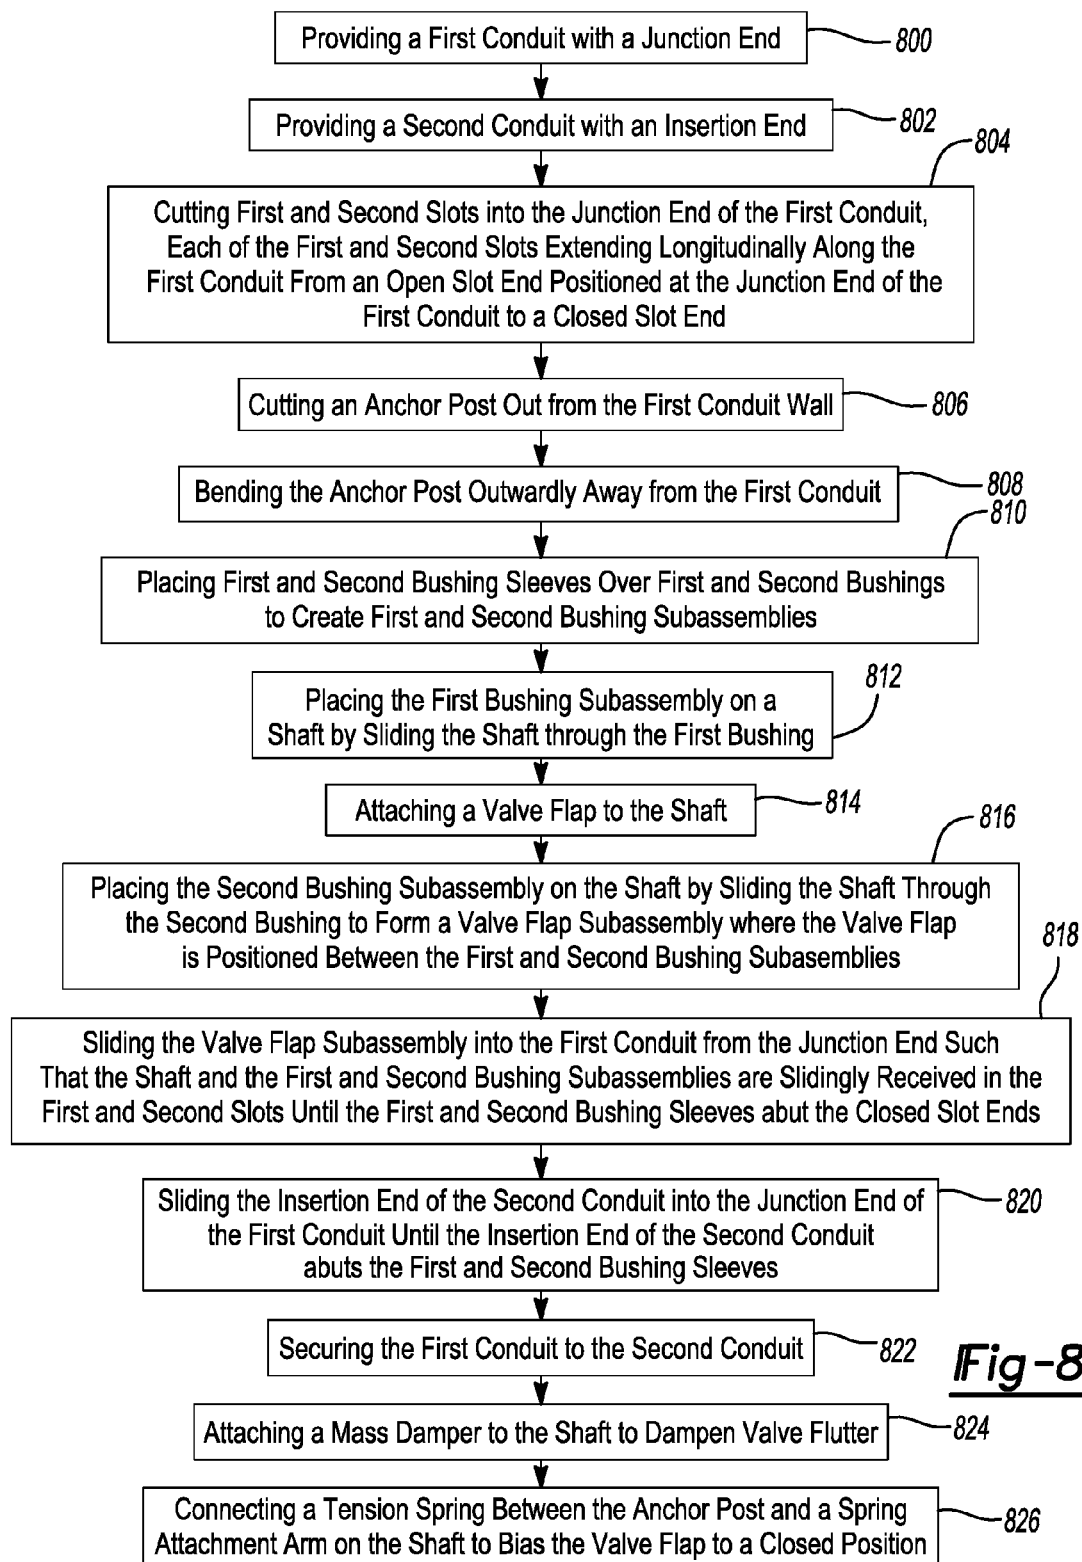 Providing a First Conduit with a Junction End
800
Providing a Second Conduit with an Insertion End
802
804
Cutting First and Second Slots into the Junction End of the First Conduit,
Each of the First and Second Slots Extending Longitudinally Along the
First Conduit From an Open Slot End Positioned at the Junction End of the
First Conduit to a Closed Slot End
Cutting an Anchor Post Out from the First Conduit Wall
806
Bending the Anchor Post Outwardly Away from the First Conduit
808
810
Placing First and Second Bushing Sleeves Over First and Second Bushings
to Create First and Second Bushing Subassemblies
812
Placing the First Bushing Subassembly on a
Shaft by Sliding the Shaft through the First Bushing
Attaching a Valve Flap to the Shaft
814
816
Placing the Second Bushing Subassembly on the Shaft by Sliding the Shaft Through
the Second Bushing to Form a Valve Flap Subassembly where the Valve Flap
is Positioned Between the First and Second Bushing Subasemblies
818
Sliding the Valve Flap Subassembly into the First Conduit from the Junction End Such
That the Shaft and the First and Second Bushing Subassemblies are Slidingly Received in the
First and Second Slots Until the First and Second Bushing Sleeves abut the Closed Slot Ends
Sliding the Insertion End of the Second Conduit into the Junction End of
the First Conduit Until the Insertion End of the Second Conduit
abuts the First and Second Bushing Sleeves
820
Securing the First Conduit to the Second Conduit
822
Fig-8
Attaching a Mass Damper to the Shaft to Dampen Valve Flutter
824
Connecting a Tension Spring Between the Anchor Post and a Spring
Attachment Arm on the Shaft to Bias the Valve Flap to a Closed Position
826